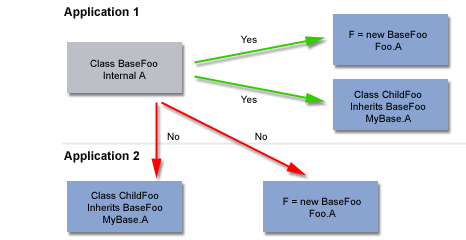 Application 1
Class BaseFoo
Internal A
Yes
F = new BaseFoo
Foo.A
Yes
Class ChildFoo
Inherits BaseFoo
MyBase.A
No
No
Application 2
Class ChildFoo
Inherits BaseFoo
MyBase.A
F = new BaseFoo
Foo.A